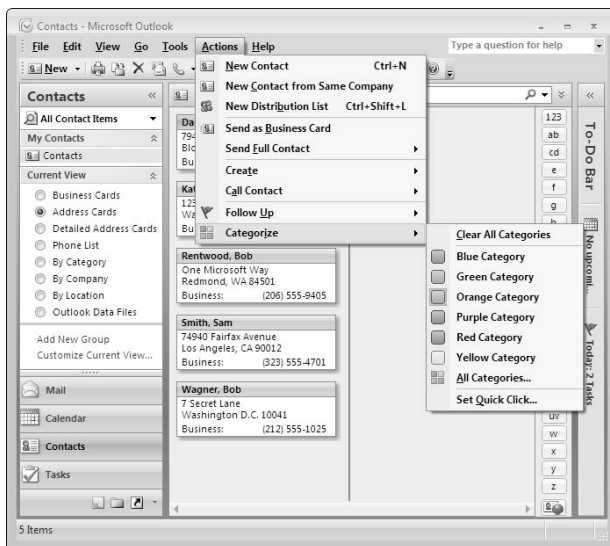 Contacts - Microsoft Outlook
File Edit View Go Tools Actions Help
Type a question for help
New
Contacts
All Contact Items
My Contacts
Contacts
Current View
Business Cards
Address Cards
Detailed Address Cards
Phone List
By Category
By Company
By Location
Outlook Data Files
Add New Group
Customize Current View...
Mail
Calendar
Contacts
Tasks
5 Items
New Contact Ctrl+N
New Contact from Same Company
New Distribution List Ctrl+Shift+L
Send as Business Card
Send Full Contact
Create
Call Contact
Follow Up
Categorize
Clear All Categories
Blue Category
Green Category
Orange Category
Purple Category
Red Category
Yellow Category
All Categories...
Set Quick Click...
Rentwood, Bob
One Microsoft Way
Redmond, WA 84501
Business: (206) 555-9405
Smith, Sam
74940 Fairfax Avenue
Los Angeles, CA 90012
Business: (323) 555-4701
Wagner, Bob
7 Secret Lane
Washington D.C. 10041
Business: (212) 555-1025
123
ab
cd
e
f
g
uv
w
x
y
z
To-Do Bar
No upcomi...
Today: 2 Tasks